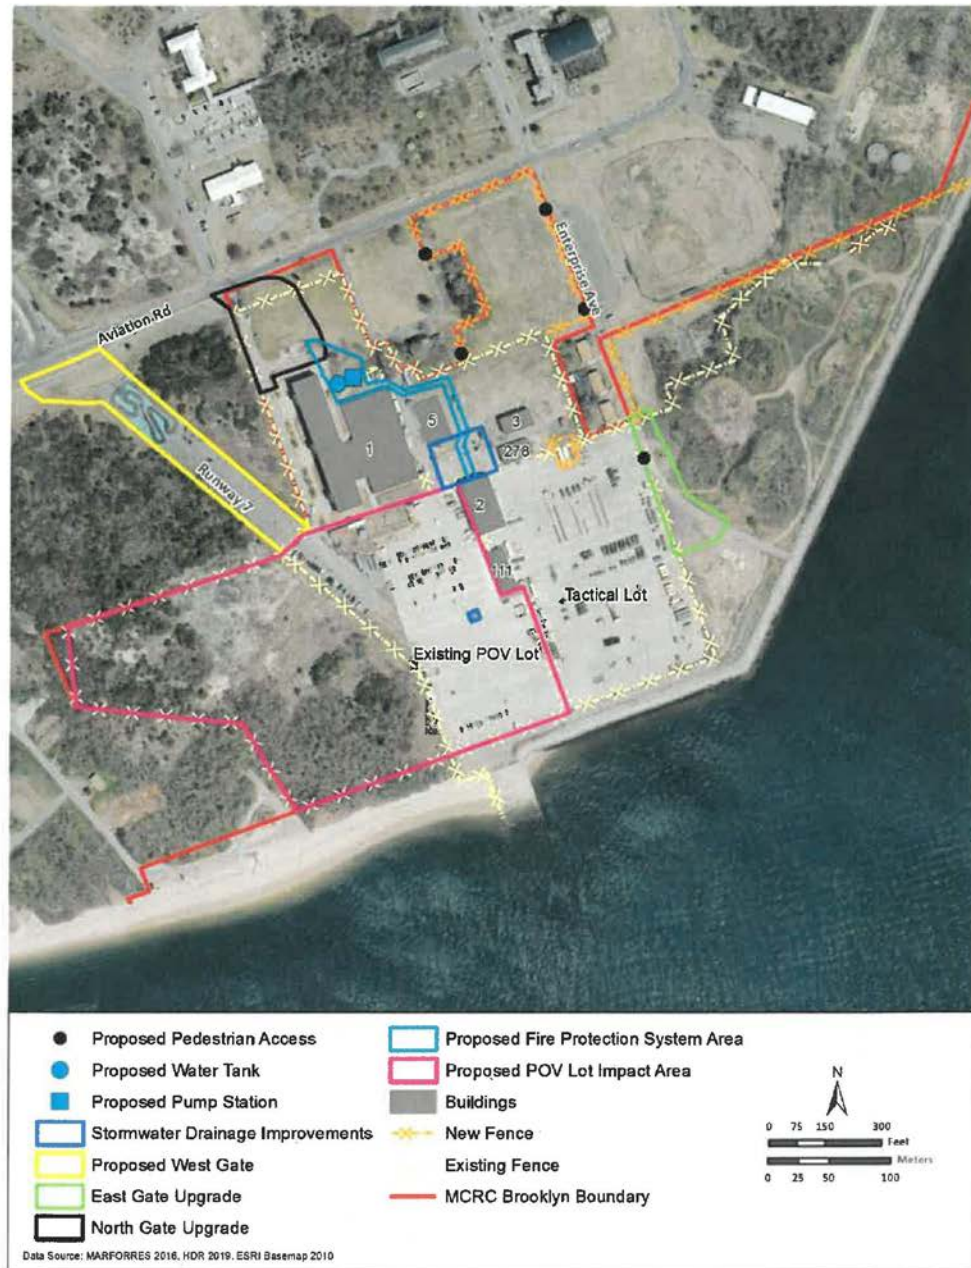 Aviation Rd
Enterprise Ave
Runway 7
1
5
3
278
2
111
Tactical Lot
Existing POV Lot
Proposed Pedestrian Access
Proposed Water Tank
Proposed Pump Station
Stormwater Drainage Improvements
Proposed West Gate
East Gate Upgrade
North Gate Upgrade
Proposed Fire Protection System Area
Proposed POV Lot Impact Area
Buildings
New Fence
Existing Fence
MCRC Brooklyn Boundary
N
0 75 150 300
Feet
Meters
0 25 50 100
Data Source: MARFORRES 2016, HDR 2019, ESRI Basemap 2010